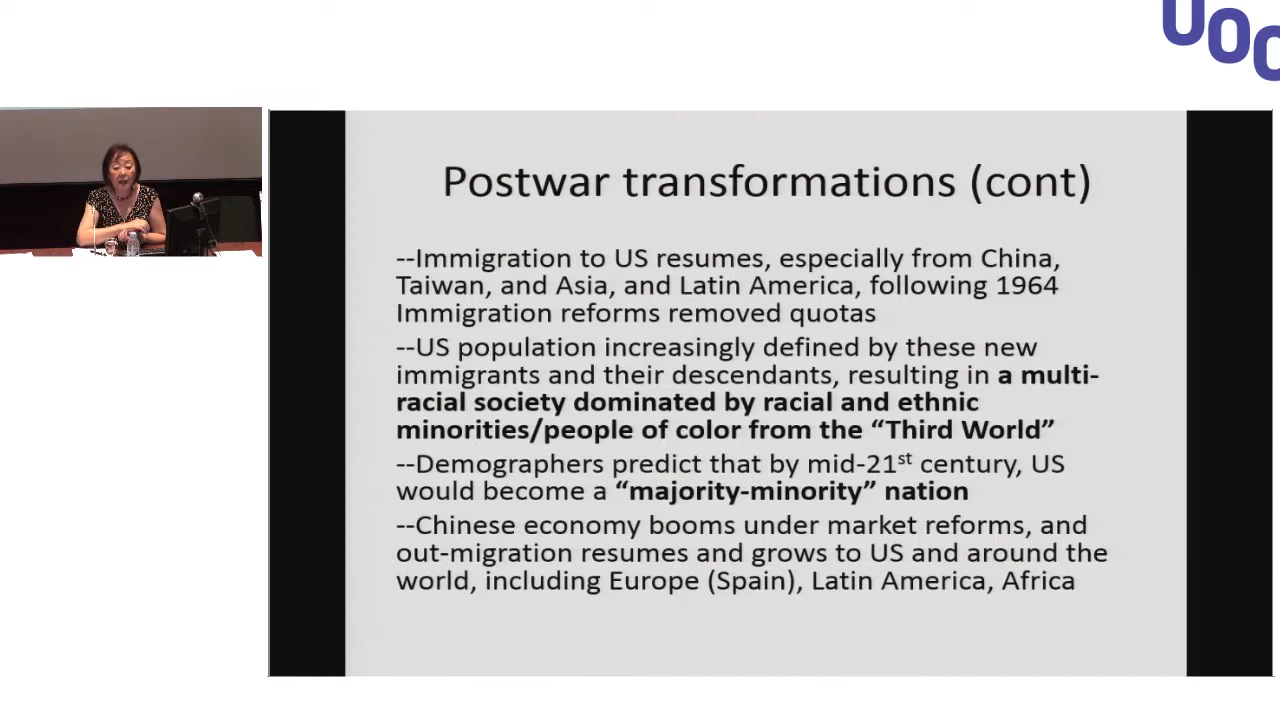 UOC
Postwar transformations (cont)
--Immigration to US resumes, especially from China,
Taiwan, and Asia, and Latin America, following 1964
Immigration reforms removed quotas
--US population increasingly defined by these new
immigrants and their descendants, resulting in a multi-
racial society dominated by racial and ethnic
minorities/people of color from the “Third World”
--Demographers predict that by mid-21st century, US
would become a “majority-minority” nation
--Chinese economy booms under market reforms, and
out-migration resumes and grows to US and around the
world, including Europe (Spain), Latin America, Africa